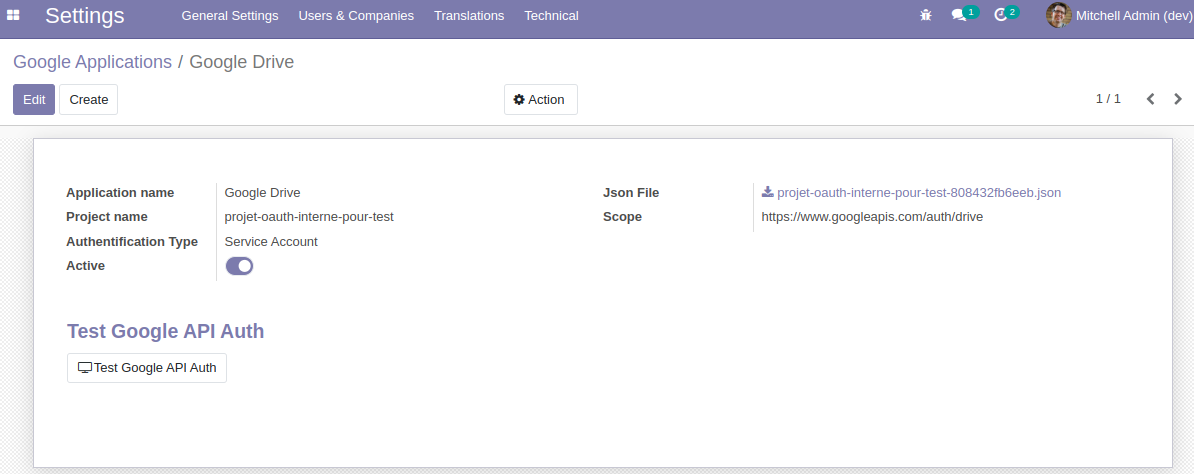 Settings General Settings Users & Companies Translations Technical 1 2 Mitchell Admin (dev)
Google Applications / Google Drive
Edit Create Action 1 / 1
Application name Google Drive Json File projet-oauth-interne-pour-test-808432fb6eeb.json
Project name projet-oauth-interne-pour-test Scope https://www.googleapis.com/auth/drive
Authentification Type Service Account
Active
Test Google API Auth
Test Google API Auth